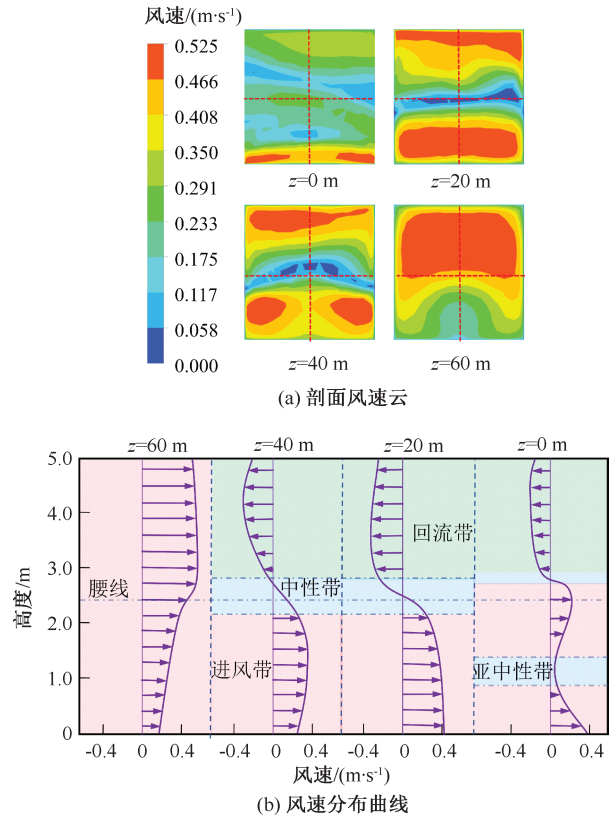 风速/(m·s⁻¹)
0.525
0.466
0.408
0.350
0.291
0.233
0.175
0.117
0.058
0.000
z=0 m
z=20 m
z=40 m
z=60 m
(a) 剖面风速云
z=60 m
z=40 m
z=20 m
z=0 m
高度/m
5.0
4.0
3.0
2.0
1.0
0
回流带
腰线
中性带
进风带
亚中性带
-0.4 0 0.4 -0.4 0 0.4 -0.4 0 0.4 -0.4 0 0.4
风速/(m·s⁻¹)
(b) 风速分布曲线